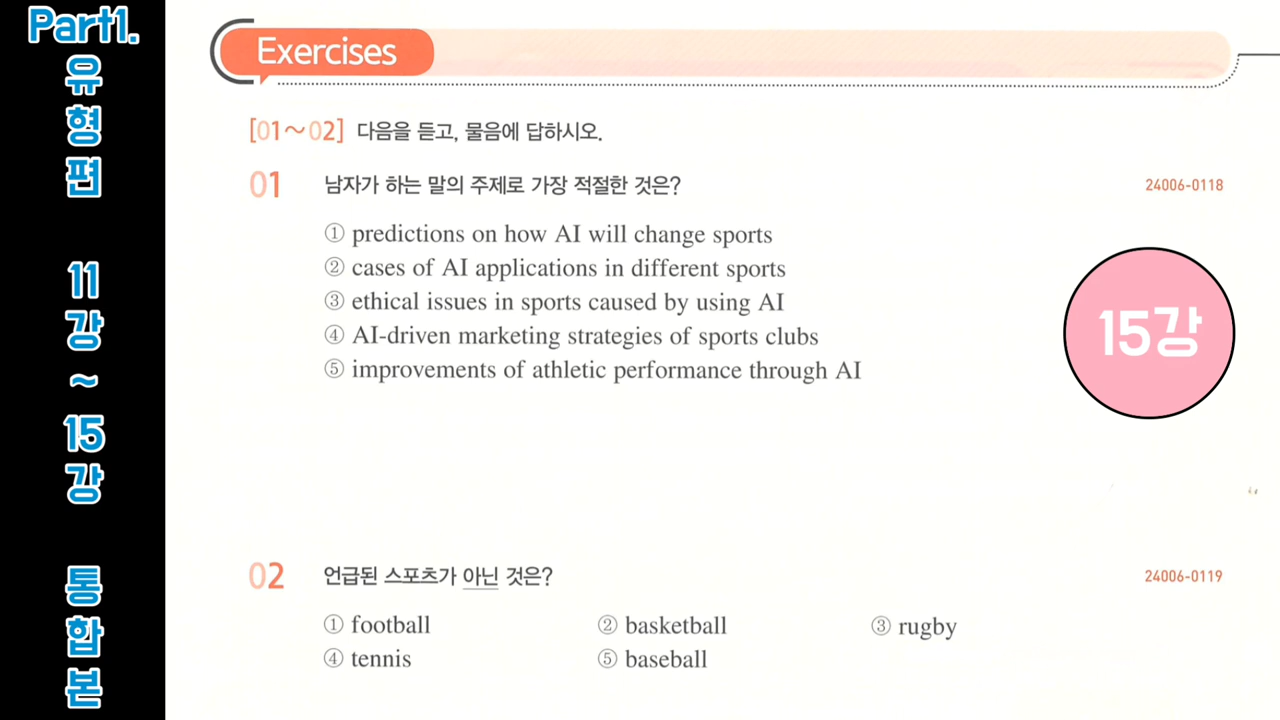 Part1.
유형편
11강~15강
통합본
Exercises
[01~02] 다음을 듣고, 물음에 답하시오.
01 남자가 하는 말의 주제로 가장 적절한 것은? 24006-0118
① predictions on how AI will change sports
② cases of AI applications in different sports
③ ethical issues in sports caused by using AI
④ AI-driven marketing strategies of sports clubs
⑤ improvements of athletic performance through AI
15강
02 언급된 스포츠가 아닌 것은? 24006-0119
① football ② basketball ③ rugby
④ tennis ⑤ baseball